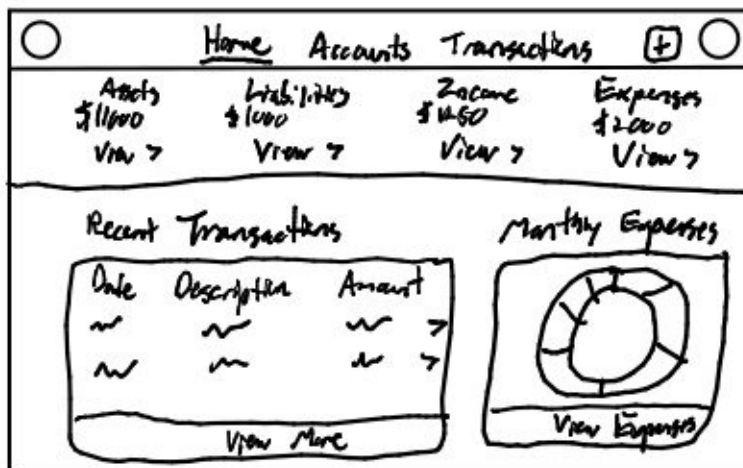 Home Accounts Transactions +
Assets Liabilities Income Expenses
$11000 $1000 $1250 $2000
View > View > View > View >
Recent Transactions Monthly Expenses
Date Description Amount
>
>
View More View Expenses